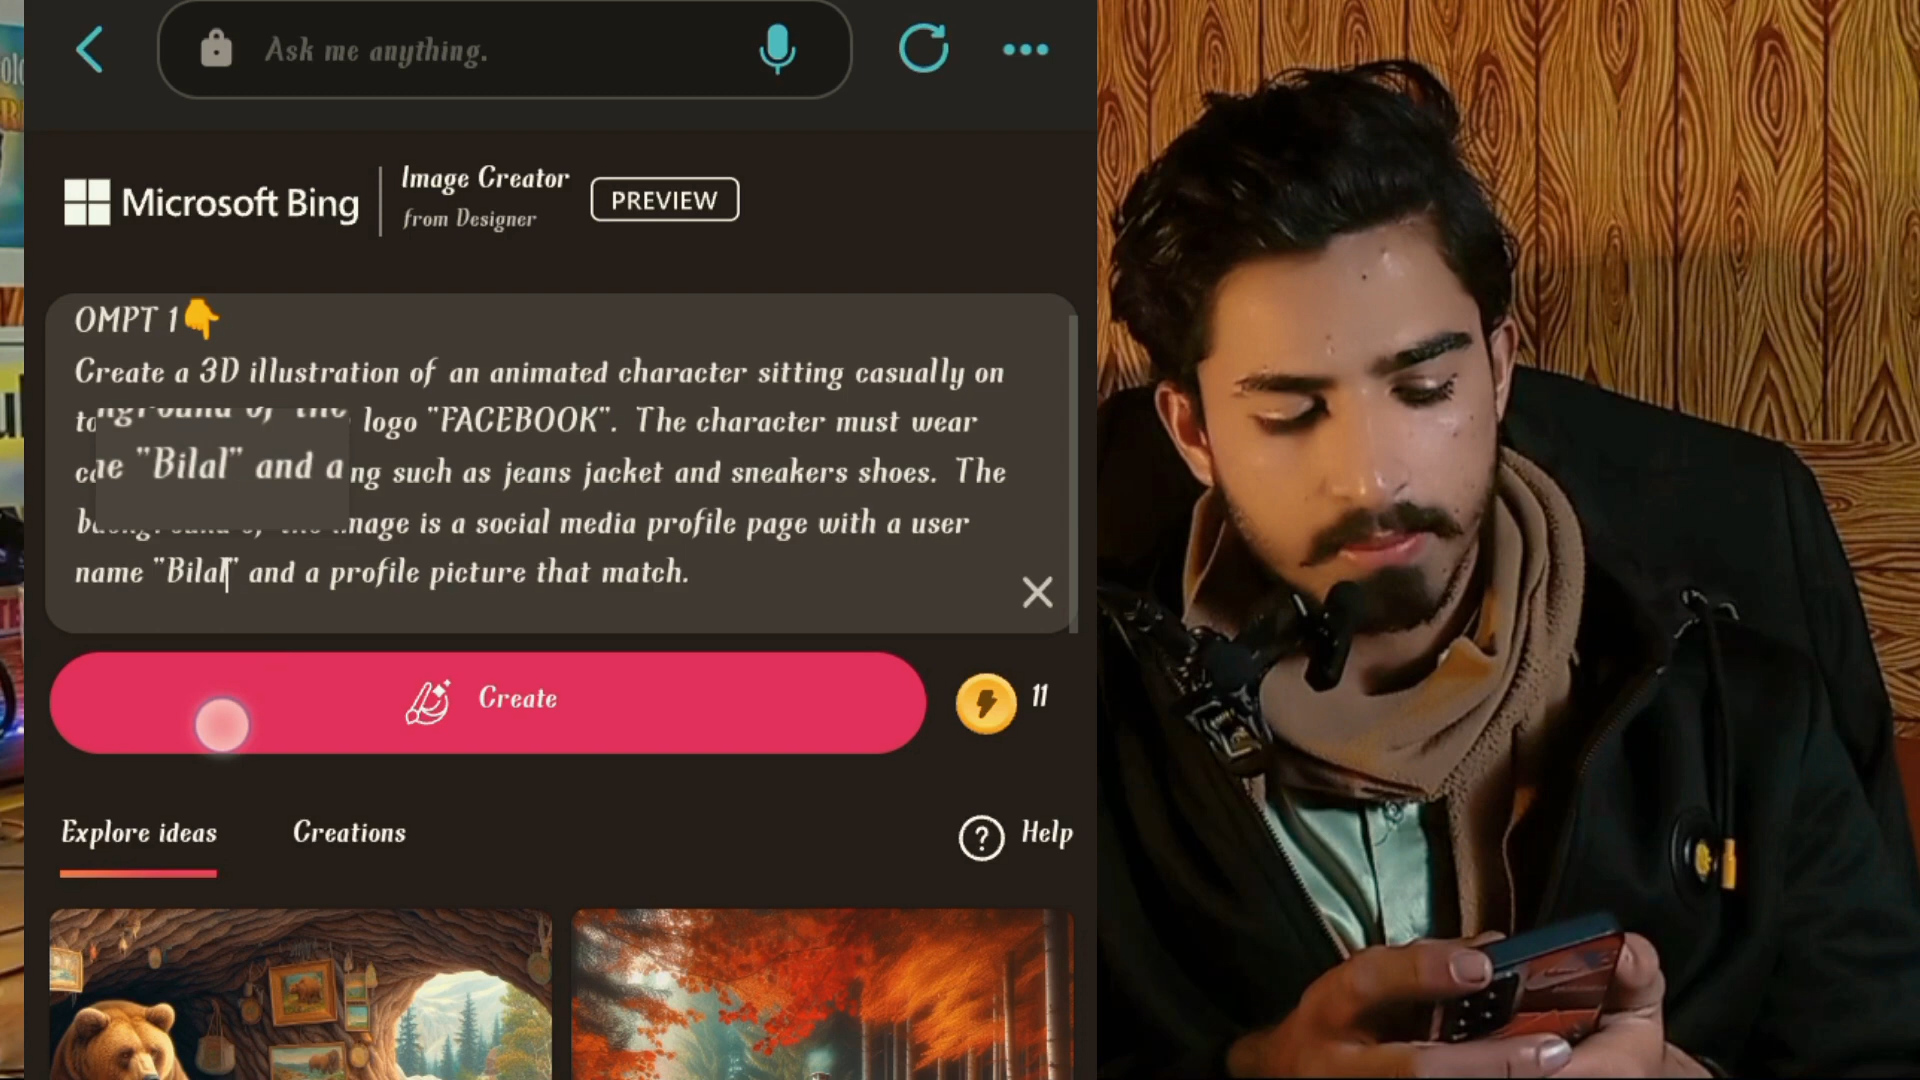 Ask me anything.
Microsoft Bing
Image Creator
from Designer
PREVIEW
OMPT 1👇
Create a 3D illustration of an animated character sitting casually on
logo "FACEBOOK". The character must wear
"Bilal" and a
ng such as jeans jacket and sneakers shoes. The
image is a social media profile page with a user
name "Bilal" and a profile picture that match.
Create
11
Explore ideas
Creations
Help